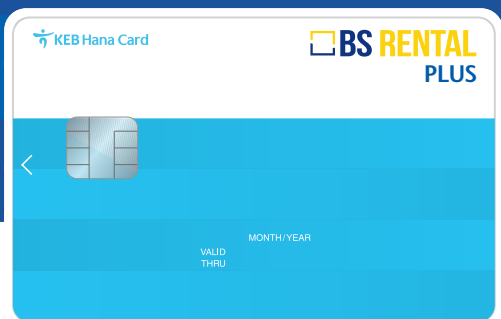 KEB Hana Card
BS RENTAL
PLUS
MONTH/YEAR
VALID
THRU